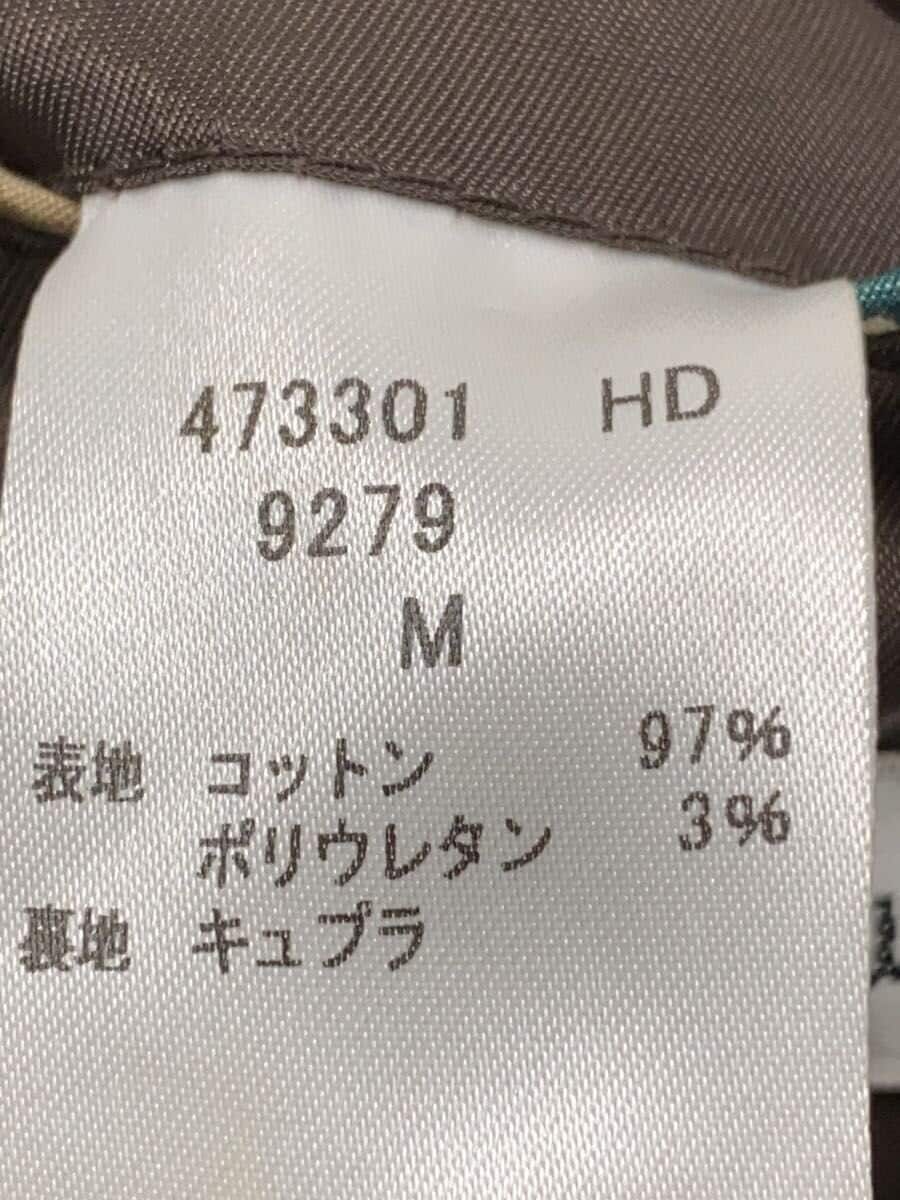 473301 HD
9279
M
表地 コットン 97%
ポリウレタン 3%
裏地 キュプラ